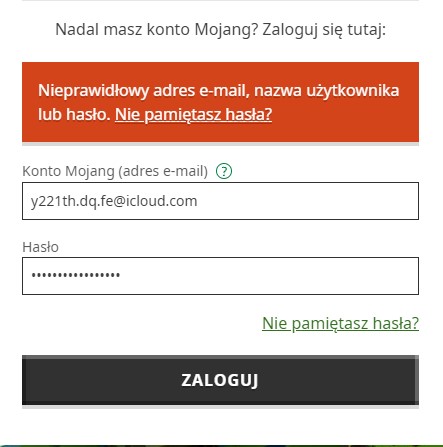 Nadal masz konto Mojang? Zaloguj się tutaj:
Nieprawidłowy adres e-mail, nazwa użytkownika
lub hasło. Nie pamiętasz hasła?
Konto Mojang (adres e-mail) ?
y221th.dq.fe@icloud.com
Hasło
•••••••••••••••••
Nie pamiętasz hasła?
ZALOGUJ